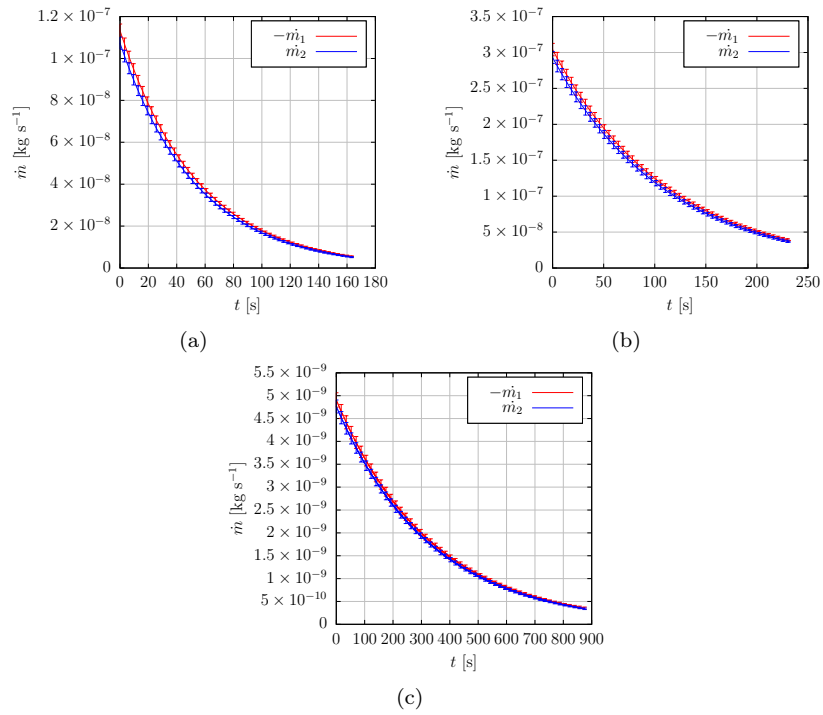 1.2 × 10⁻⁷
1 × 10⁻⁷
8 × 10⁻⁸
6 × 10⁻⁸
4 × 10⁻⁸
2 × 10⁻⁸
0
ṁ [kg s⁻¹]
−ṁ₁
ṁ₂
0 20 40 60 80 100 120 140 160 180
t [s]
(a)
3.5 × 10⁻⁷
3 × 10⁻⁷
2.5 × 10⁻⁷
2 × 10⁻⁷
1.5 × 10⁻⁷
1 × 10⁻⁷
5 × 10⁻⁸
0
ṁ [kg s⁻¹]
−ṁ₁
ṁ₂
0 50 100 150 200 250
t [s]
(b)
5.5 × 10⁻⁹
5 × 10⁻⁹
4.5 × 10⁻⁹
4 × 10⁻⁹
3.5 × 10⁻⁹
3 × 10⁻⁹
2.5 × 10⁻⁹
2 × 10⁻⁹
1.5 × 10⁻⁹
1 × 10⁻⁹
5 × 10⁻¹⁰
0
ṁ [kg s⁻¹]
−ṁ₁
ṁ₂
0 100 200 300 400 500 600 700 800 900
t [s]
(c)